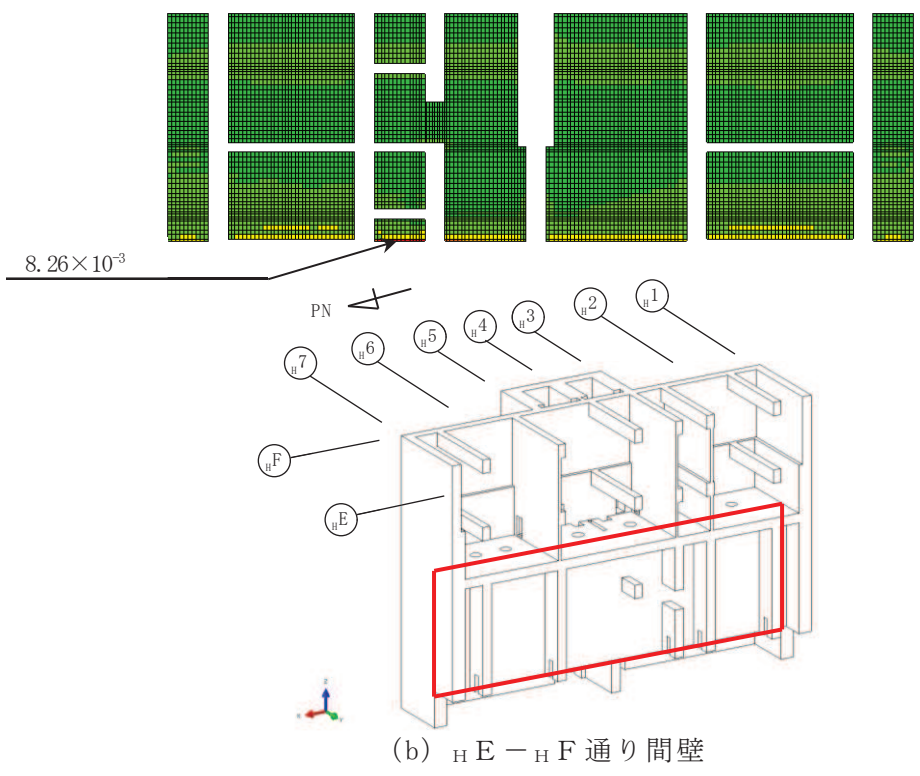 8.26×10⁻³
PN
H1
H2
H3
H4
H5
H6
H7
HF
HE
z
x
Y
(b) HE－HF通り間壁